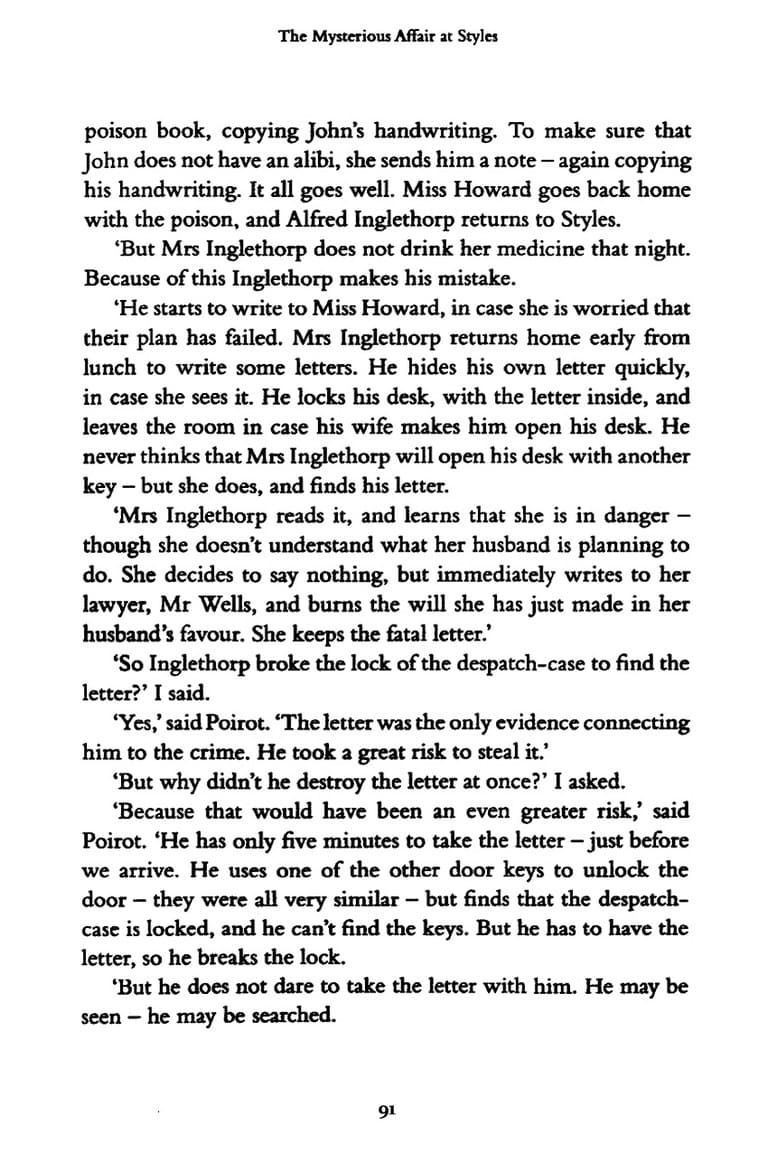 The Mysterious Affair at Styles
poison book, copying John's handwriting. To make sure that
John does not have an alibi, she sends him a note – again copying
his handwriting. It all goes well. Miss Howard goes back home
with the poison, and Alfred Inglethorp returns to Styles.
‘But Mrs Inglethorp does not drink her medicine that night.
Because of this Inglethorp makes his mistake.
‘He starts to write to Miss Howard, in case she is worried that
their plan has failed. Mrs Inglethorp returns home early from
lunch to write some letters. He hides his own letter quickly,
in case she sees it. He locks his desk, with the letter inside, and
leaves the room in case his wife makes him open his desk. He
never thinks that Mrs Inglethorp will open his desk with another
key – but she does, and finds his letter.
‘Mrs Inglethorp reads it, and learns that she is in danger –
though she doesn’t understand what her husband is planning to
do. She decides to say nothing, but immediately writes to her
lawyer, Mr Wells, and burns the will she has just made in her
husband’s favour. She keeps the fatal letter.’
‘So Inglethorp broke the lock of the despatch-case to find the
letter?’ I said.
‘Yes,’ said Poirot. ‘The letter was the only evidence connecting
him to the crime. He took a great risk to steal it.’
‘But why didn’t he destroy the letter at once?’ I asked.
‘Because that would have been an even greater risk,’ said
Poirot. ‘He has only five minutes to take the letter – just before
we arrive. He uses one of the other door keys to unlock the
door – they were all very similar – but finds that the despatch-
case is locked, and he can’t find the keys. But he has to have the
letter, so he breaks the lock.
‘But he does not dare to take the letter with him. He may be
seen – he may be searched.
91